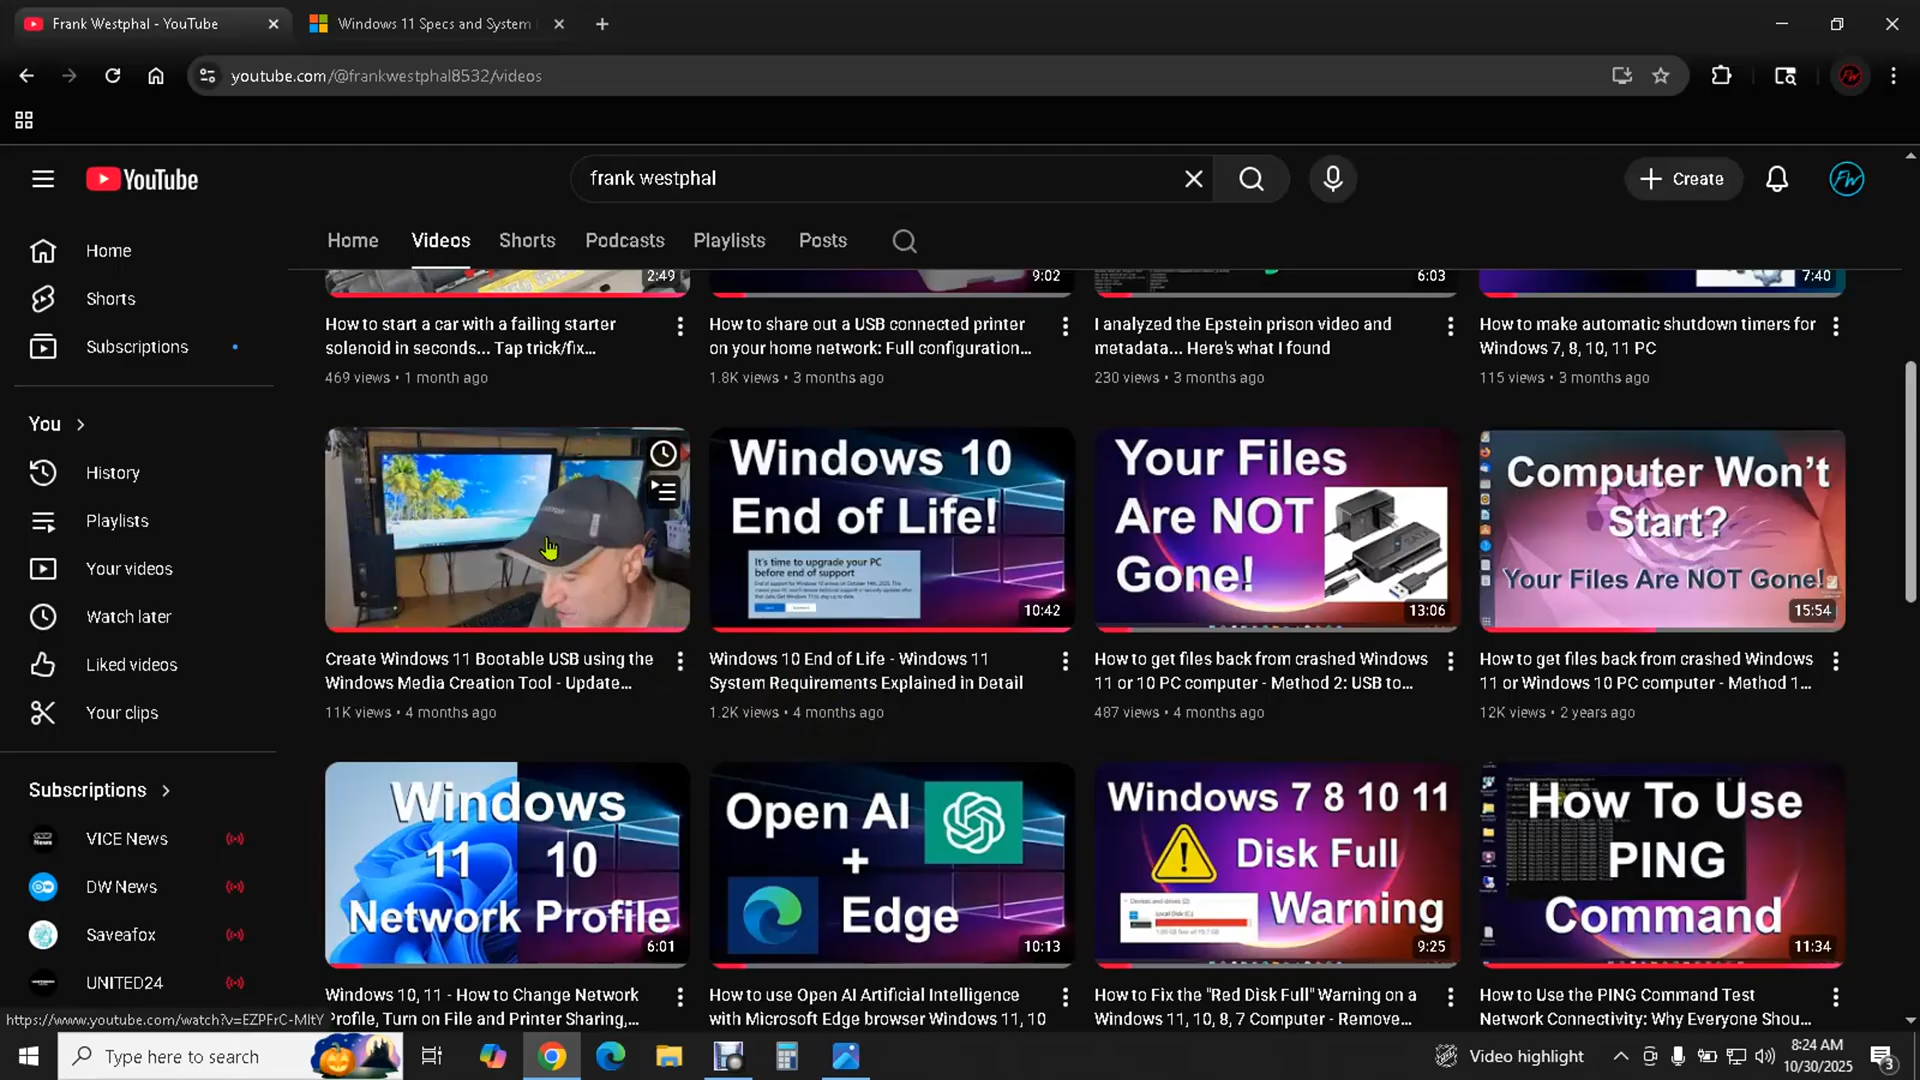 Frank Westphal - YouTube
Windows 11 Specs and System
youtube.com/@frankwestphal8532/videos
YouTube
frank westphal
Create
Home
Videos
Shorts
Podcasts
Playlists
Posts
Home
Shorts
Subscriptions
You
History
Playlists
Your videos
Watch later
Liked videos
Your clips
Subscriptions
VICE News
DW News
Saveafox
UNITED24
2:49
9:02
6:03
7:40
How to start a car with a failing starter
solenoid in seconds... Tap trick/fix...
469 views • 1 month ago
How to share out a USB connected printer
on your home network: Full configuration...
1.8K views • 3 months ago
I analyzed the Epstein prison video and
metadata... Here's what I found
230 views • 3 months ago
How to make automatic shutdown timers for
Windows 7, 8, 10, 11 PC
115 views • 3 months ago
Windows 10
End of Life!
It's time to upgrade your PC
before end of support
10:42
Your Files
Are NOT
Gone!
13:06
Computer Won't
Start?
Your Files Are NOT Gone!
15:54
Create Windows 11 Bootable USB using the
Windows Media Creation Tool - Update...
11K views • 4 months ago
Windows 10 End of Life - Windows 11
System Requirements Explained in Detail
1.2K views • 4 months ago
How to get files back from crashed Windows
11 or 10 PC computer - Method 2: USB to...
487 views • 4 months ago
How to get files back from crashed Windows
11 or Windows 10 PC computer - Method 1...
12K views • 2 years ago
Windows
11 10
Network Profile
6:01
Open AI
+
Edge
10:13
Windows 7 8 10 11
Disk Full
Warning
Local Disk (C:)
9:25
How To Use
PING
Command
11:34
Windows 10, 11 - How to Change Network
Profile, Turn on File and Printer Sharing,...
How to use Open AI Artificial Intelligence
with Microsoft Edge browser Windows 11, 10
How to Fix the "Red Disk Full" Warning on a
Windows 11, 10, 8, 7 Computer - Remove...
How to Use the PING Command Test
Network Connectivity: Why Everyone Shou...
https://www.youtube.com/watch?v=EZPFrC-MItY
Type here to search
Video highlight
8:24 AM
10/30/2025
3